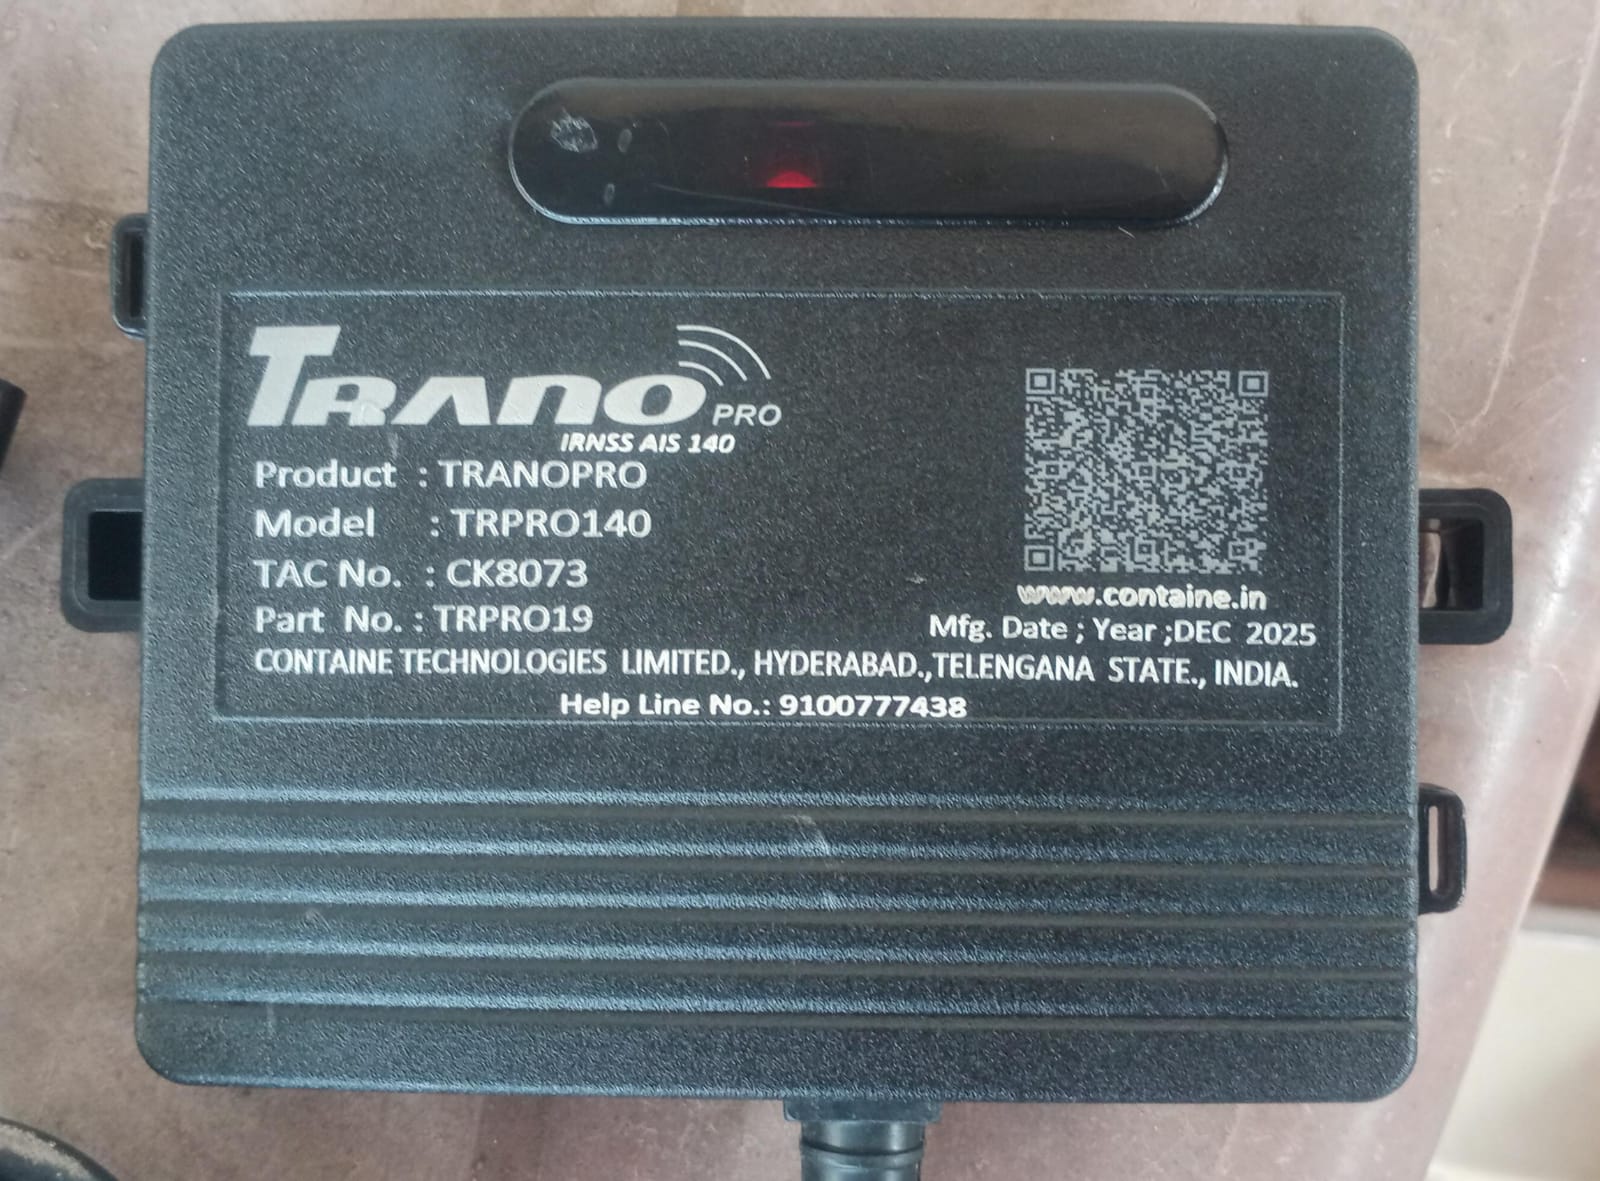 TRANO PRO
IRNSS AIS 140
Product : TRANOPRO
Model : TRPRO140
TAC No. : CK8073
Part No. : TRPRO19
www.containe.in
Mfg. Date ; Year ;DEC 2025
CONTAINE TECHNOLOGIES LIMITED., HYDERABAD.,TELENGANA STATE., INDIA.
Help Line No.: 9100777438